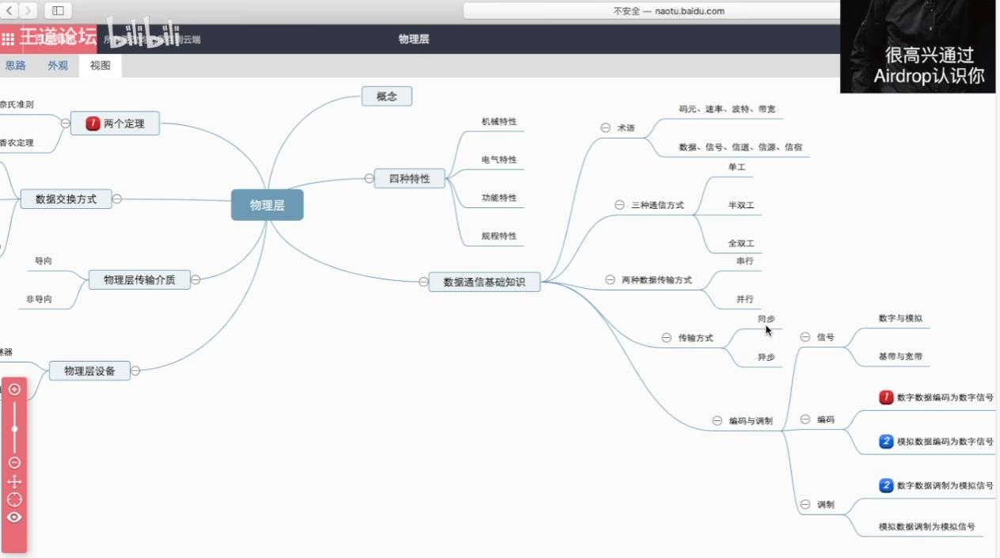 不安全 — naotu.baidu.com
王道论坛
bilibili
物理层
很高兴通过
Airdrop认识你
思路
外观
视图
奈氏准则
香农定理
1 两个定理
数据交换方式
导向
非导向
物理层传输介质
物理层设备
物理层
概念
四种特性
机械特性
电气特性
功能特性
规程特性
数据通信基础知识
术语
码元、速率、波特、带宽
数据、信号、信道、信源、信宿
三种通信方式
单工
半双工
全双工
两种数据传输方式
串行
并行
传输方式
同步
异步
编码与调制
信号
数字与模拟
基带与宽带
编码
1 数字数据编码为数字信号
2 模拟数据编码为数字信号
调制
2 数字数据调制为模拟信号
模拟数据调制为模拟信号